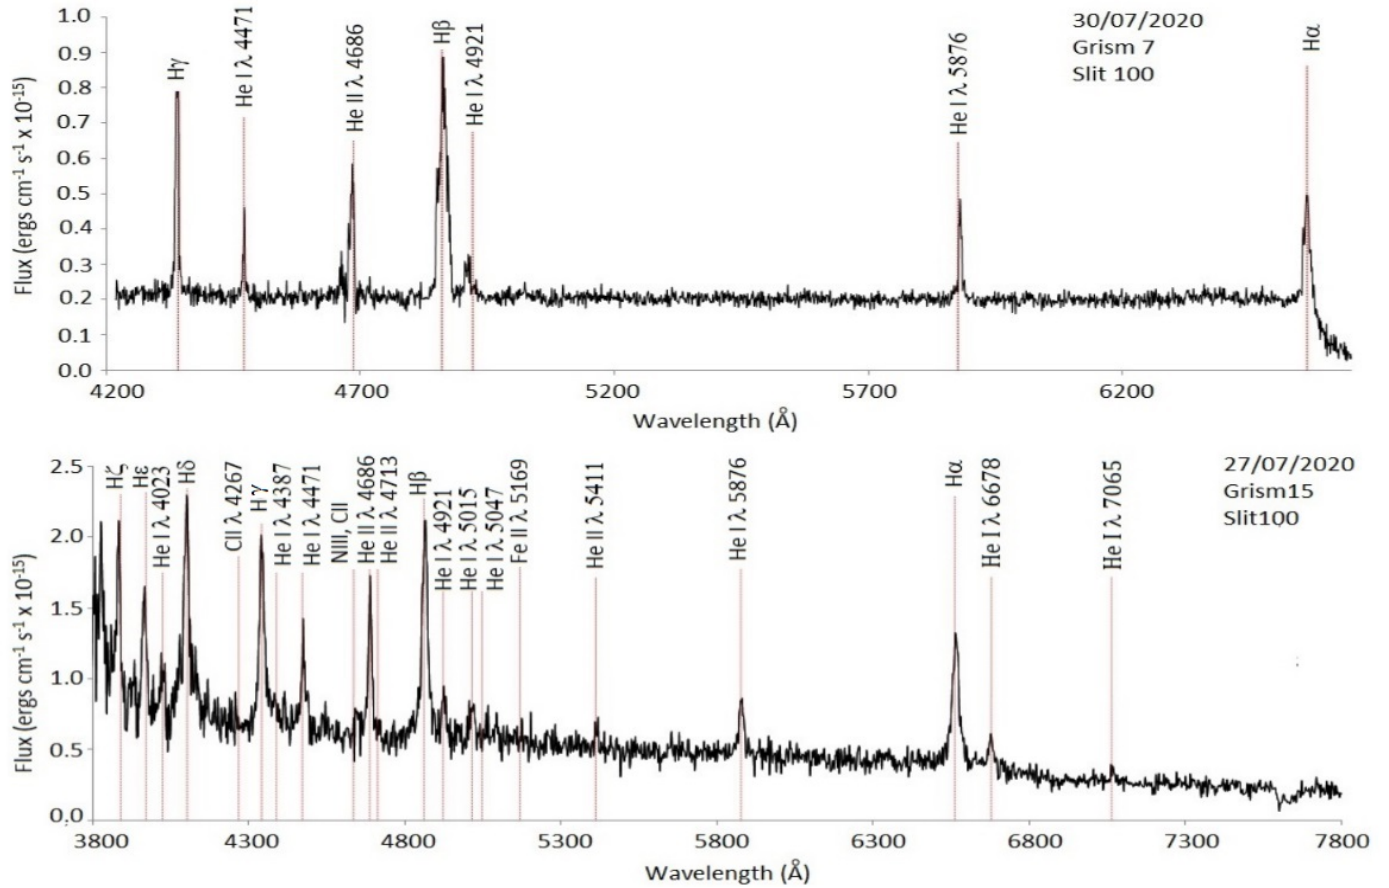 30/07/2020
Grism 7
Slit 100
Hγ
He I λ 4471
He II λ 4686
Hβ
He I λ 4921
He I λ 5876
Hα
Flux (ergs cm⁻¹ s⁻¹ x 10⁻¹⁵)
1.0
0.9
0.8
0.7
0.6
0.5
0.4
0.3
0.2
0.1
0.0
4200 4700 5200 5700 6200
Wavelength (Å)
27/07/2020
Grism15
Slit100
Hζ
Hε
He I λ 4023
Hδ
CII λ 4267
Hγ
He I λ 4387
He I λ 4471
NIII, CII
He II λ 4686
He II λ 4713
Hβ
He I λ 4921
He I λ 5015
He I λ 5047
Fe II λ 5169
He II λ 5411
He I λ 5876
Hα
He I λ 6678
He I λ 7065
Flux (ergs cm⁻¹ s⁻¹ x 10⁻¹⁵)
2.5
2.0
1.5
1.0
0.5
0.0
3800 4300 4800 5300 5800 6300 6800 7300 7800
Wavelength (Å)